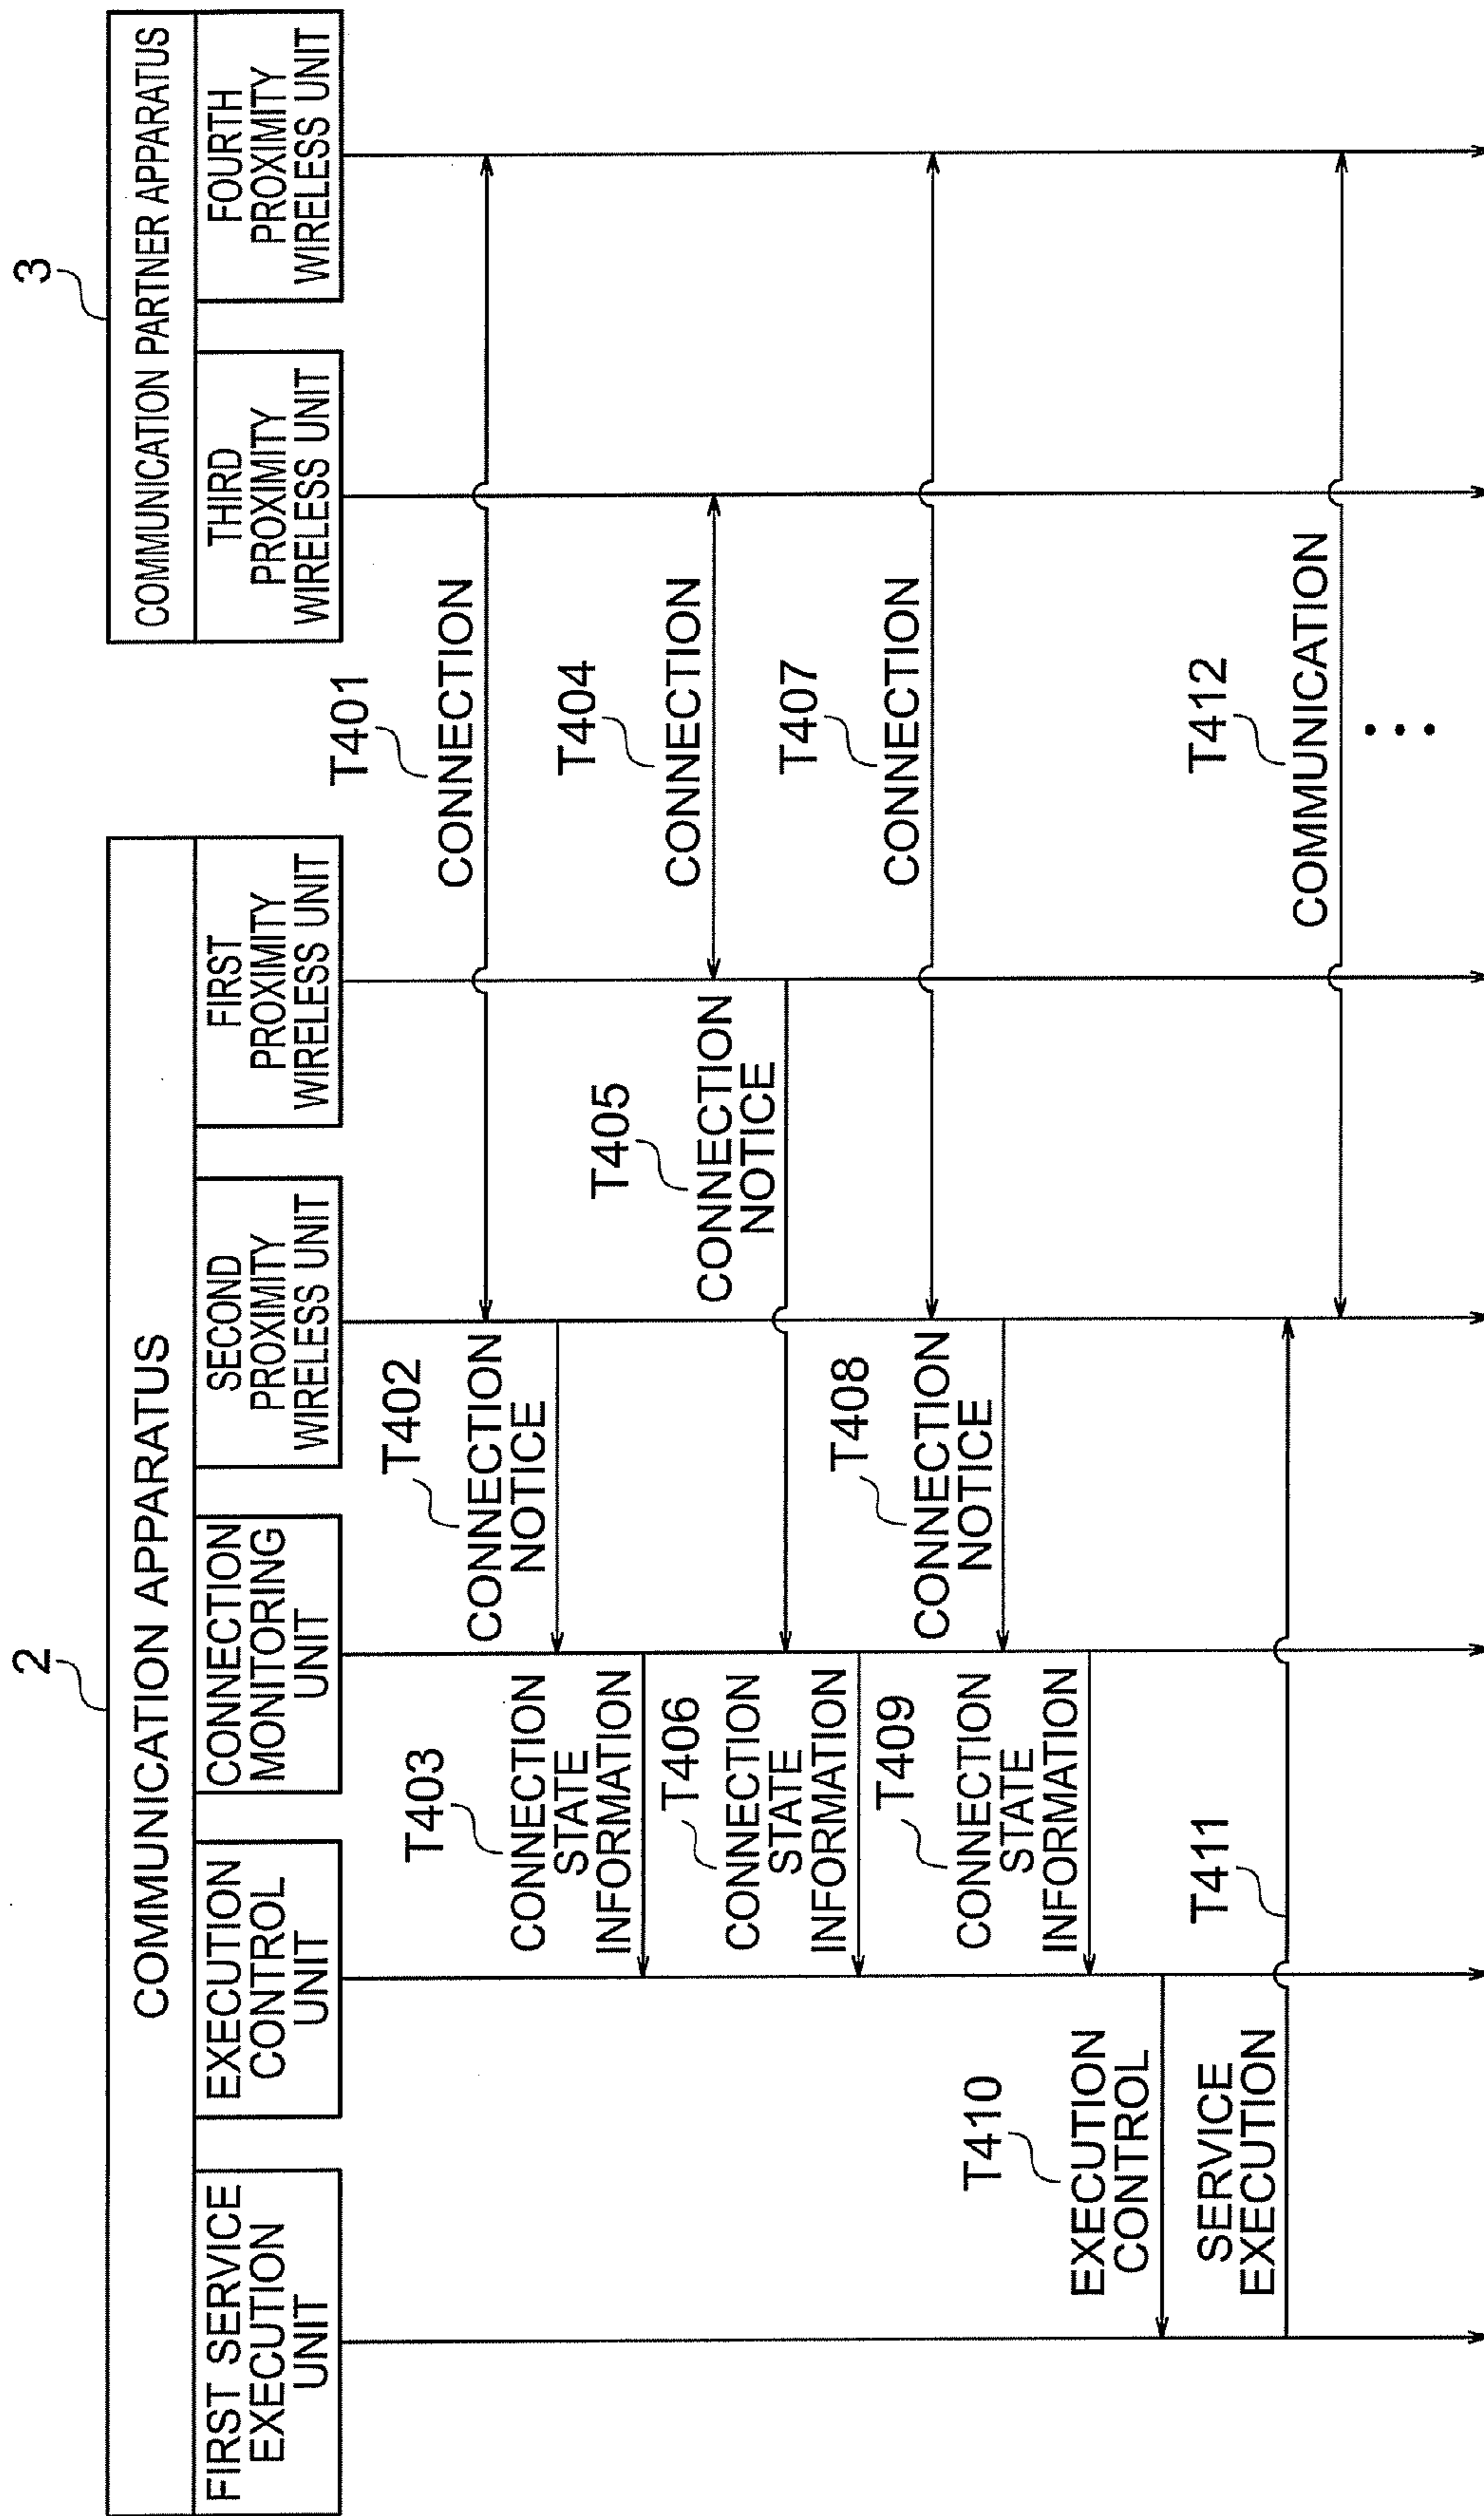 2
COMMUNICATION APPARATUS
FIRST SERVICE
EXECUTION
UNIT
EXECUTION
CONTROL
UNIT
CONNECTION
MONITORING
UNIT
SECOND
PROXIMITY
WIRELESS UNIT
FIRST
PROXIMITY
WIRELESS UNIT
3
COMMUNICATION PARTNER APPARATUS
THIRD
PROXIMITY
WIRELESS UNIT
FOURTH
PROXIMITY
WIRELESS UNIT
T401
CONNECTION
T402
CONNECTION
NOTICE
T403
CONNECTION
STATE
INFORMATION
T404
CONNECTION
T405
CONNECTION
NOTICE
T406
CONNECTION
STATE
INFORMATION
T407
CONNECTION
T408
CONNECTION
NOTICE
T409
CONNECTION
STATE
INFORMATION
T410
EXECUTION
CONTROL
T411
SERVICE
EXECUTION
T412
COMMUNICATION